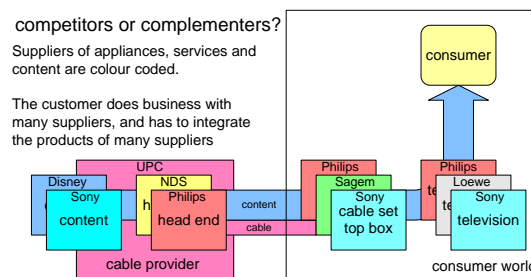 competitors or complementers?
Suppliers of appliances, services and
content are colour coded.
The customer does business with
many suppliers, and has to integrate
the products of many suppliers
consumer
UPC
Disney
NDS
Sony
content
Philips
head end
content
cable
cable provider
Philips
Sagem
Sony
cable set
top box
Philips
Loewe
Sony
television
consumer world